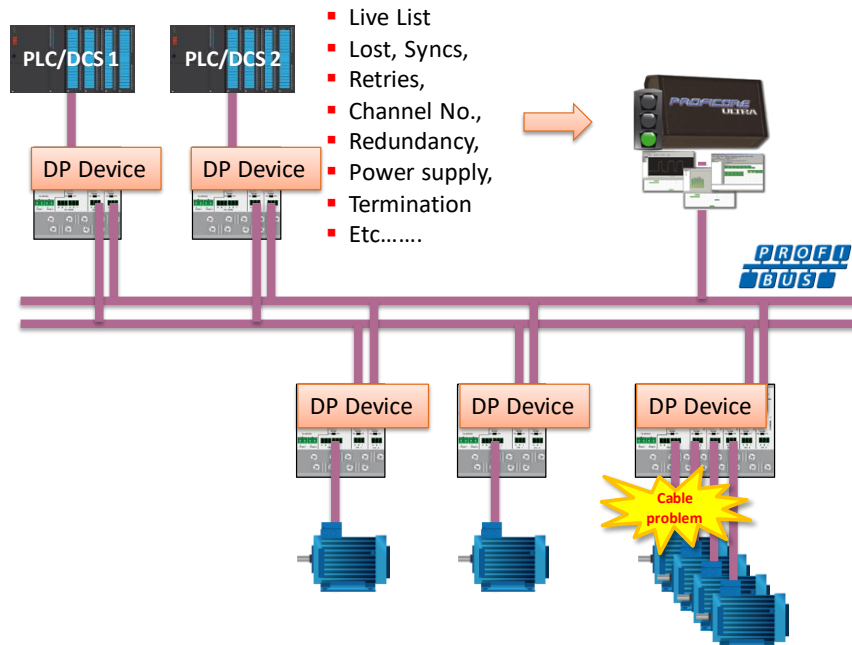 PLC/DCS 1
PLC/DCS 2
Live List
Lost, Syncs,
Retries,
Channel No.,
Redundancy,
Power supply,
Termination
Etc…….
PROFICORE
ULTRA
DP Device
DP Device
PROFI
BUS
DP Device
DP Device
DP Device
Cable
problem